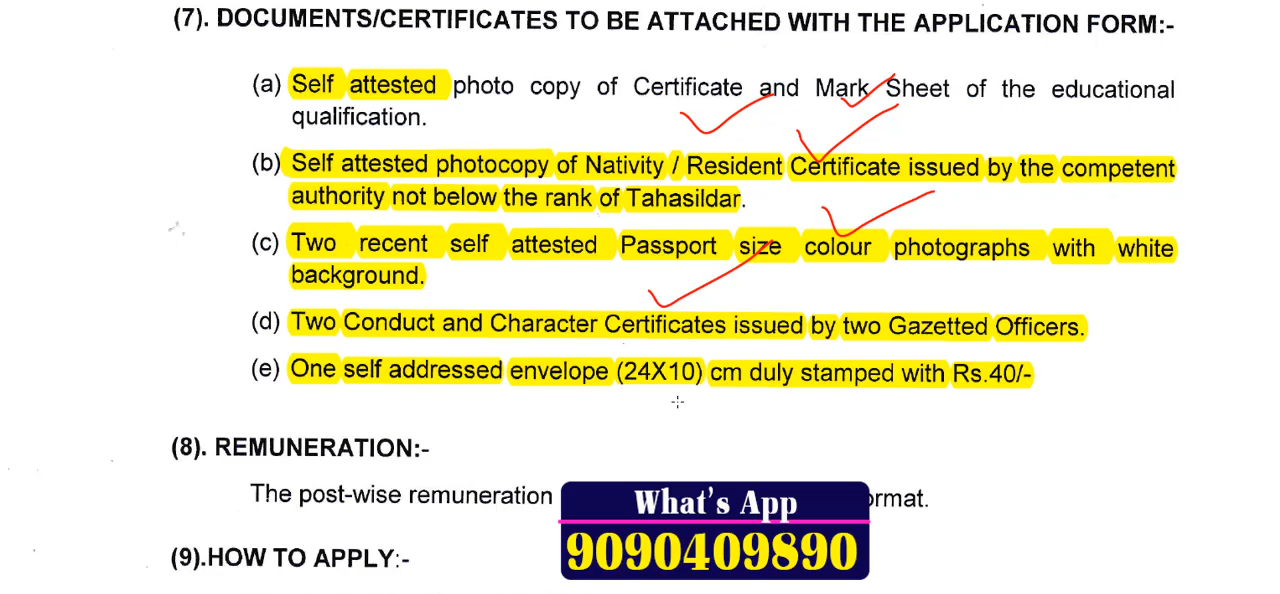 (7). DOCUMENTS/CERTIFICATES TO BE ATTACHED WITH THE APPLICATION FORM:-
(a) Self attested photo copy of Certificate and Mark Sheet of the educational
qualification.
(b) Self attested photocopy of Nativity / Resident Certificate issued by the competent
authority not below the rank of Tahasildar.
(c) Two recent self attested Passport size colour photographs with white
background.
(d) Two Conduct and Character Certificates issued by two Gazetted Officers.
(e) One self addressed envelope (24X10) cm duly stamped with Rs.40/-
(8). REMUNERATION:-
The post-wise remuneration
What's App
9090409890
(9).HOW TO APPLY:-